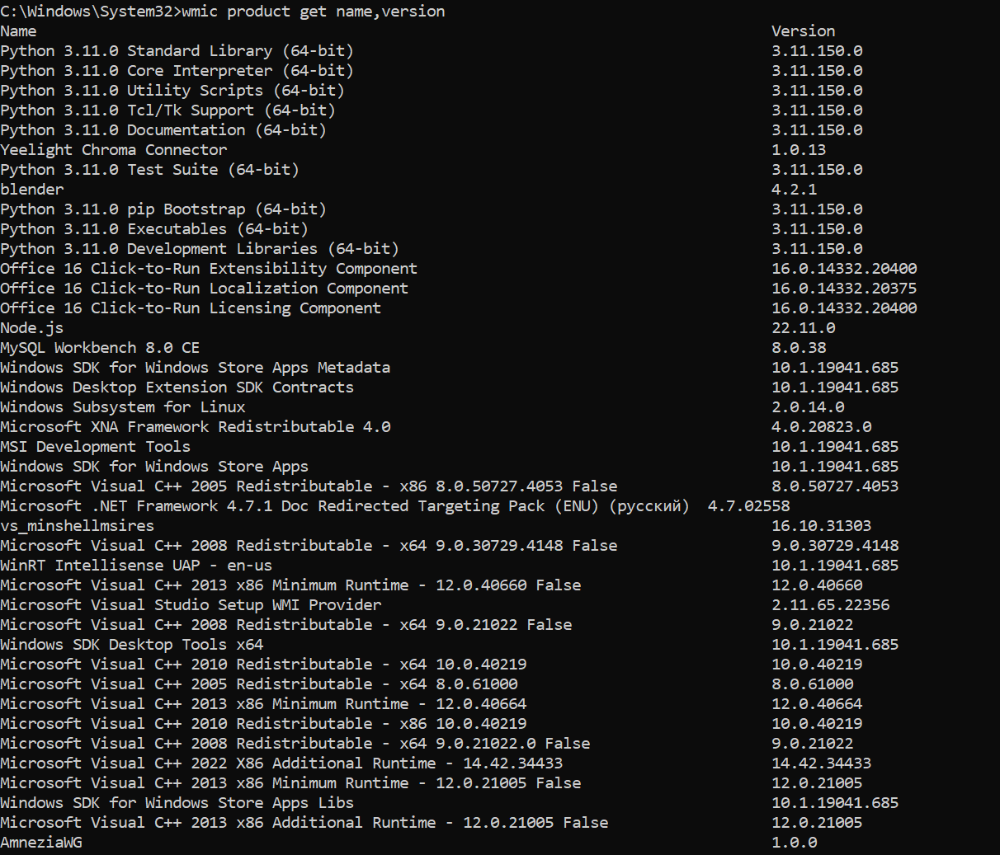 C:\Windows\System32>wmic product get name,version
Name Version
Python 3.11.0 Standard Library (64-bit) 3.11.150.0
Python 3.11.0 Core Interpreter (64-bit) 3.11.150.0
Python 3.11.0 Utility Scripts (64-bit) 3.11.150.0
Python 3.11.0 Tcl/Tk Support (64-bit) 3.11.150.0
Python 3.11.0 Documentation (64-bit) 3.11.150.0
Yeelight Chroma Connector 1.0.13
Python 3.11.0 Test Suite (64-bit) 3.11.150.0
blender 4.2.1
Python 3.11.0 pip Bootstrap (64-bit) 3.11.150.0
Python 3.11.0 Executables (64-bit) 3.11.150.0
Python 3.11.0 Development Libraries (64-bit) 3.11.150.0
Office 16 Click-to-Run Extensibility Component 16.0.14332.20400
Office 16 Click-to-Run Localization Component 16.0.14332.20375
Office 16 Click-to-Run Licensing Component 16.0.14332.20400
Node.js 22.11.0
MySQL Workbench 8.0 CE 8.0.38
Windows SDK for Windows Store Apps Metadata 10.1.19041.685
Windows Desktop Extension SDK Contracts 10.1.19041.685
Windows Subsystem for Linux 2.0.14.0
Microsoft XNA Framework Redistributable 4.0 4.0.20823.0
MSI Development Tools 10.1.19041.685
Windows SDK for Windows Store Apps 10.1.19041.685
Microsoft Visual C++ 2005 Redistributable - x86 8.0.50727.4053 False 8.0.50727.4053
Microsoft .NET Framework 4.7.1 Doc Redirected Targeting Pack (ENU) (русский) 4.7.02558
vs_minshellmsires 16.10.31303
Microsoft Visual C++ 2008 Redistributable - x64 9.0.30729.4148 False 9.0.30729.4148
WinRT Intellisense UAP - en-us 10.1.19041.685
Microsoft Visual C++ 2013 x86 Minimum Runtime - 12.0.40660 False 12.0.40660
Microsoft Visual Studio Setup WMI Provider 2.11.65.22356
Microsoft Visual C++ 2008 Redistributable - x64 9.0.21022 False 9.0.21022
Windows SDK Desktop Tools x64 10.1.19041.685
Microsoft Visual C++ 2010 Redistributable - x64 10.0.40219 10.0.40219
Microsoft Visual C++ 2005 Redistributable - x64 8.0.61000 8.0.61000
Microsoft Visual C++ 2013 x86 Minimum Runtime - 12.0.40664 12.0.40664
Microsoft Visual C++ 2010 Redistributable - x86 10.0.40219 10.0.40219
Microsoft Visual C++ 2008 Redistributable - x64 9.0.21022.0 False 9.0.21022
Microsoft Visual C++ 2022 X86 Additional Runtime - 14.42.34433 14.42.34433
Microsoft Visual C++ 2013 x86 Minimum Runtime - 12.0.21005 False 12.0.21005
Windows SDK for Windows Store Apps Libs 10.1.19041.685
Microsoft Visual C++ 2013 x86 Additional Runtime - 12.0.21005 False 12.0.21005
AmneziaWG 1.0.0